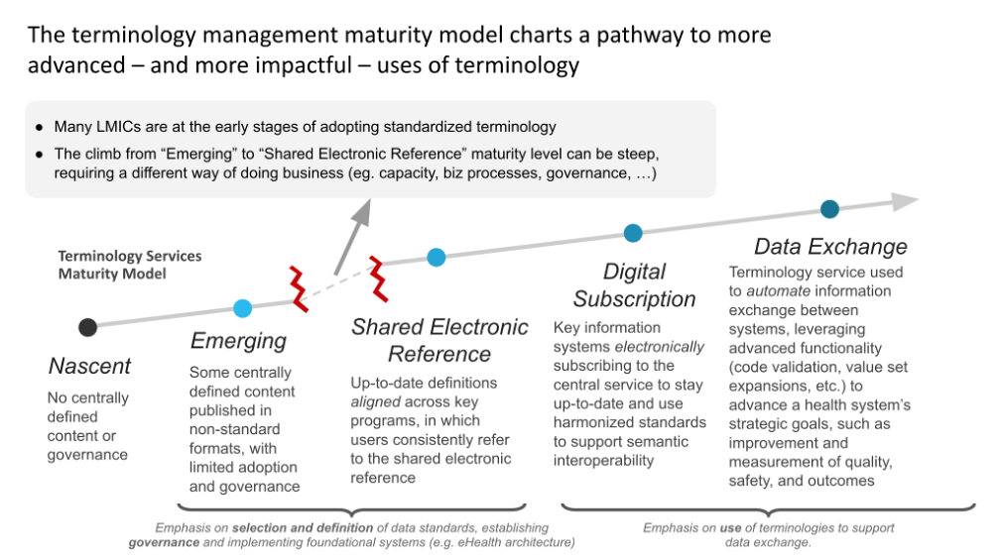 The terminology management maturity model charts a pathway to more
advanced – and more impactful – uses of terminology
● Many LMICs are at the early stages of adopting standardized terminology
● The climb from “Emerging” to “Shared Electronic Reference” maturity level can be steep,
requiring a different way of doing business (eg. capacity, biz processes, governance, …)
Terminology Services
Maturity Model
Nascent
No centrally
defined
content or
governance
Emerging
Some centrally
defined content
published in
non-standard
formats, with
limited adoption
and governance
Shared Electronic
Reference
Up-to-date definitions
aligned across key
programs, in which
users consistently refer
to the shared electronic
reference
Digital
Subscription
Key information
systems electronically
subscribing to the
central service to stay
up-to-date and use
harmonized standards
to support semantic
interoperability
Data Exchange
Terminology service used
to automate information
exchange between
systems, leveraging
advanced functionality
(code validation, value set
expansions, etc.) to
advance a health system’s
strategic goals, such as
improvement and
measurement of quality,
safety, and outcomes
Emphasis on selection and definition of data standards, establishing
governance and implementing foundational systems (e.g. eHealth architecture)
Emphasis on use of terminologies to support
data exchange.